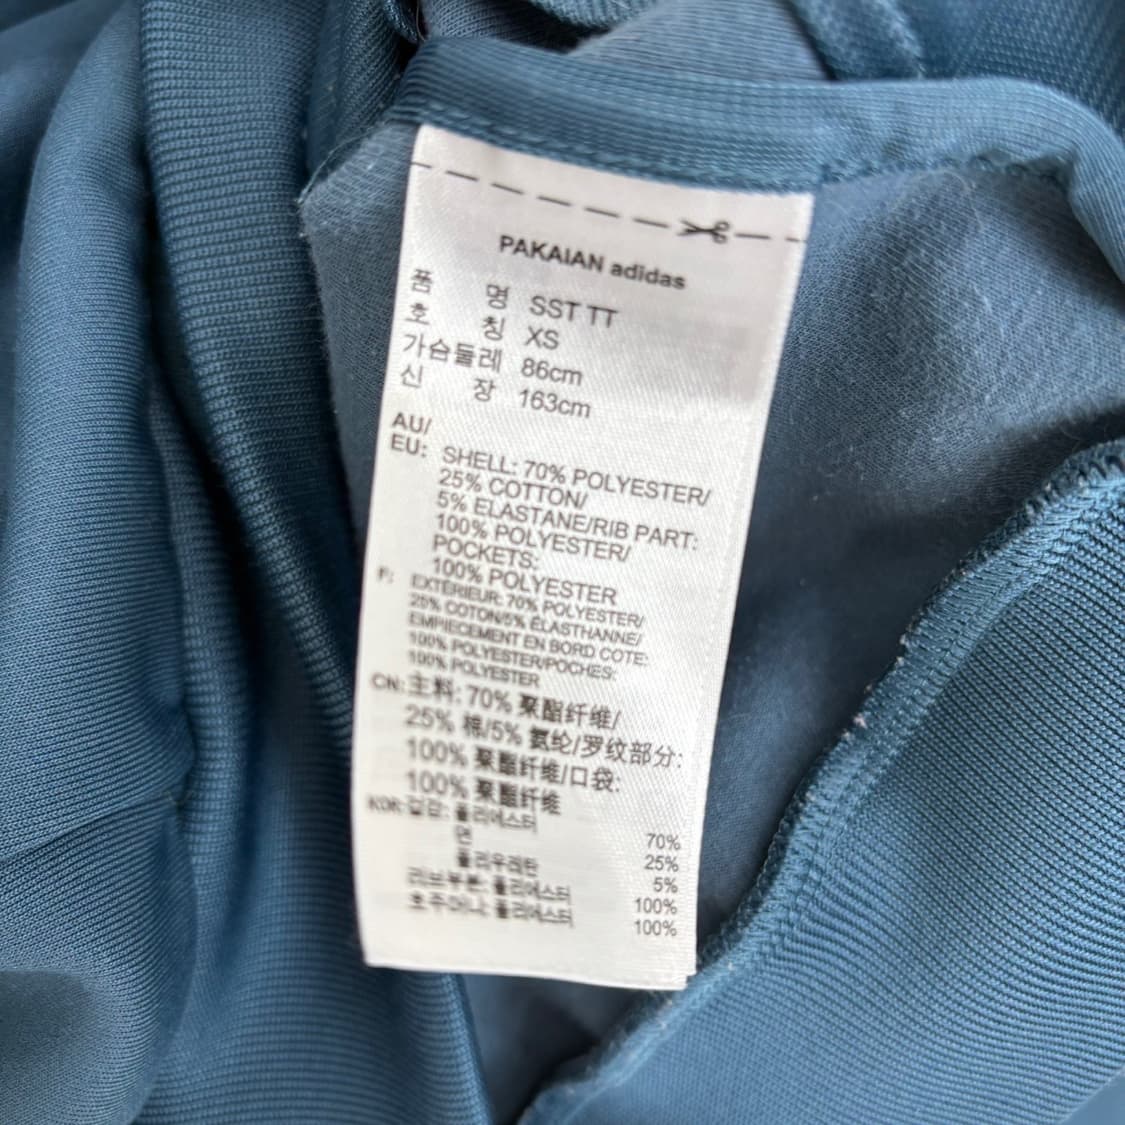 PAKAIAN adidas
품 명 SST TT
호 칭 XS
가슴둘레 86cm
신 장 163cm
AU/
EU: SHELL: 70% POLYESTER/
25% COTTON/
5% ELASTANE/RIB PART:
100% POLYESTER/
POCKETS:
100% POLYESTER
F: EXTÉRIEUR: 70% POLYESTER/
25% COTON/5% ÉLASTHANNE/
EMPIECEMENT EN BORD COTE:
100% POLYESTER/POCHES:
100% POLYESTER
CN: 主料: 70% 聚酯纤维/
25% 棉/5% 氨纶/罗纹部分:
100% 聚酯纤维/口袋:
100% 聚酯纤维
KOR: 겉감: 폴리에스터 70%
면 25%
폴리우레탄 5%
리브부분: 폴리에스터 100%
호주머니: 폴리에스터 100%